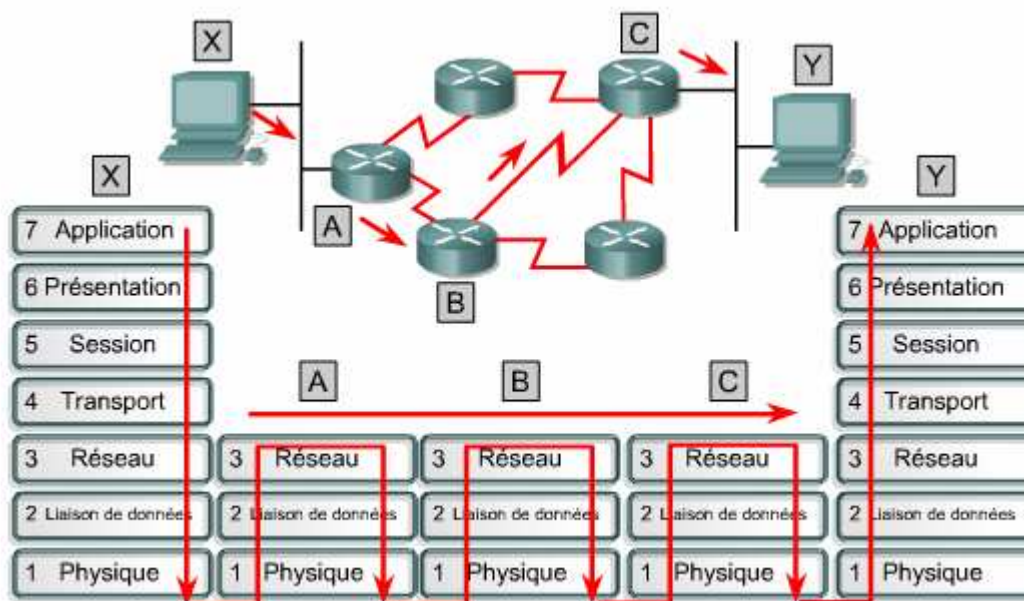 X
C
Y
A
B
X
Y
7 Application
6 Présentation
5 Session
4 Transport
3 Réseau
2 Liaison de données
1 Physique
A
3 Réseau
2 Liaison de données
1 Physique
B
3 Réseau
2 Liaison de données
1 Physique
C
3 Réseau
2 Liaison de données
1 Physique
7 Application
6 Présentation
5 Session
4 Transport
3 Réseau
2 Liaison de données
1 Physique